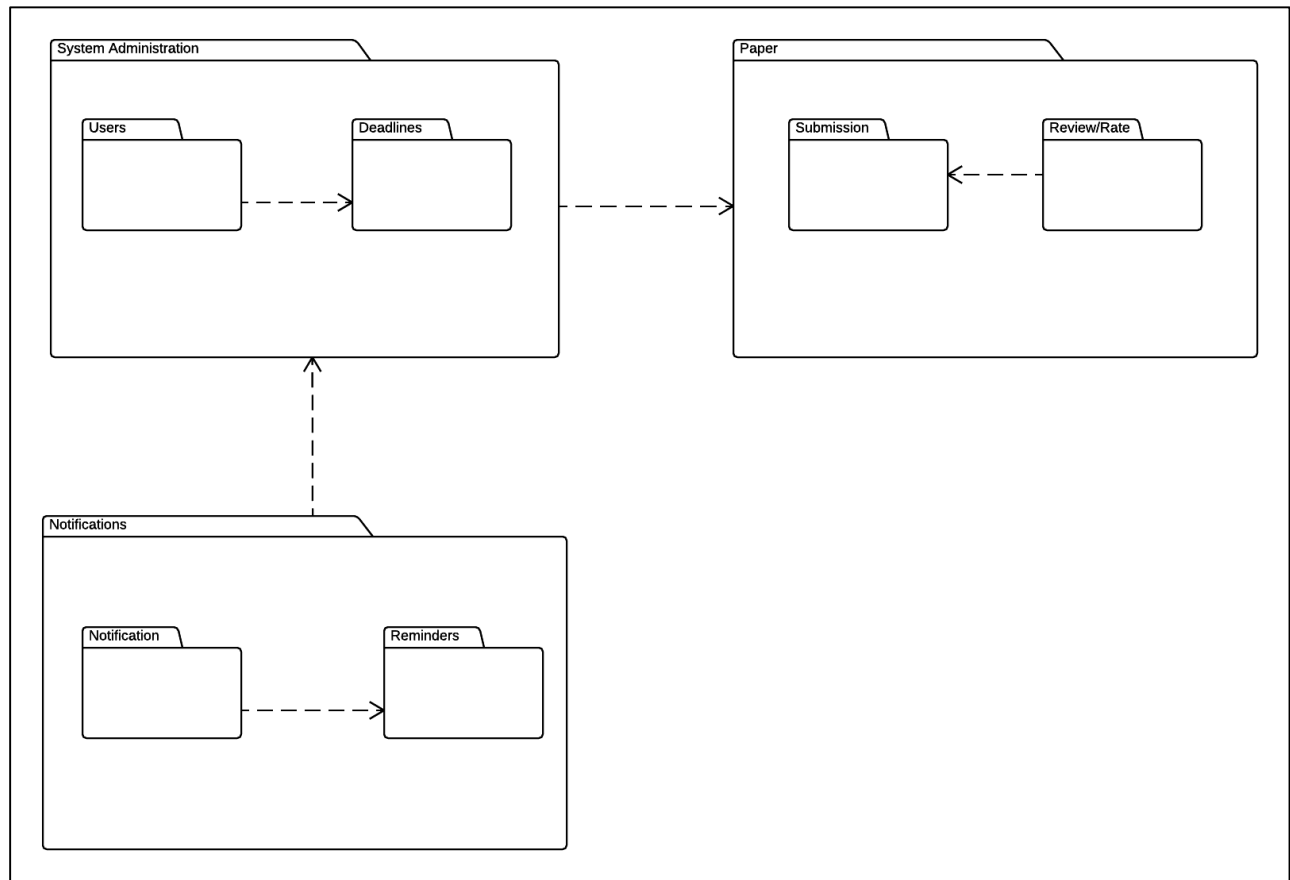 System Administration
Paper
Users
Deadlines
Submission
Review/Rate
Notifications
Notification
Reminders